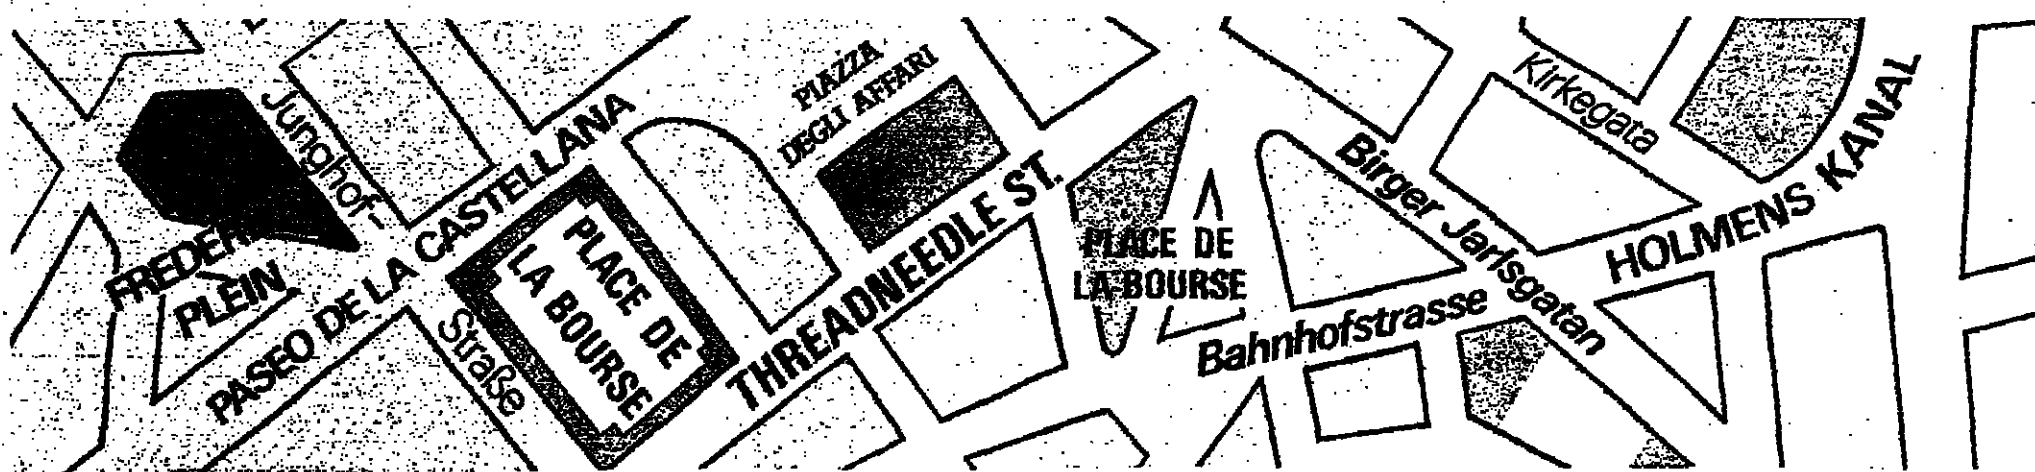 Junghof-
Straße
FREDER
PLEIN
PASEO DE LA CASTELLANA
PLACE DE
LA BOURSE
PIAZZA
DEGLI AFFARI
THREADNEEDLE ST.
PLACE DE
LA BOURSE
Birger Jarlsgatan
Bahnhofstrasse
Kirkegata
HOLMENS KANAL